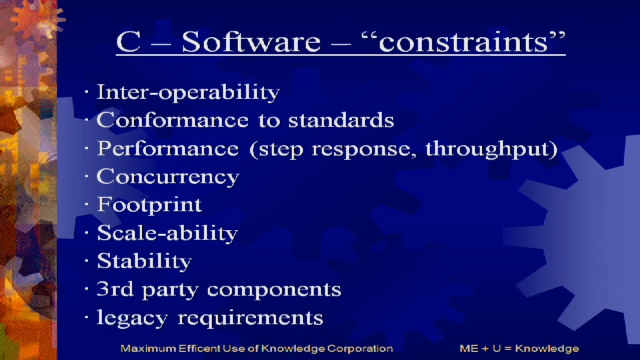 C – Software – “constraints”
· Inter-operability
· Conformance to standards
· Performance (step response, throughput)
· Concurrency
· Footprint
· Scale-ability
· Stability
· 3rd party components
· legacy requirements
Maximum Efficent Use of Knowledge Corporation ME + U = Knowledge